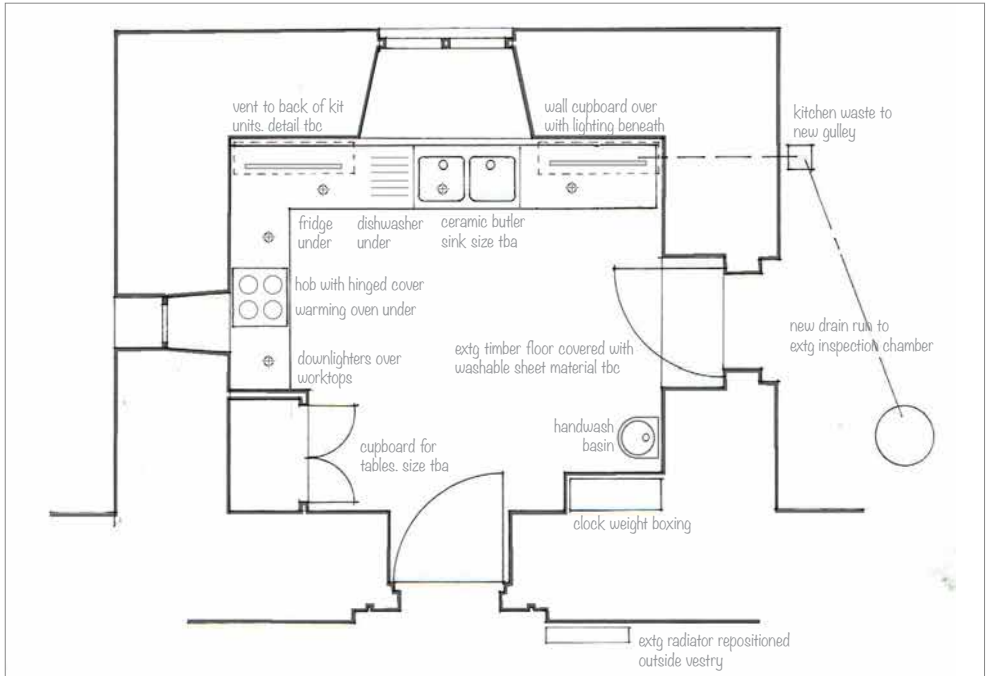 vent to back of kit
units. detail tbc
wall cupboard over
with lighting beneath
kitchen waste to
new gulley
fridge
under
dishwasher
under
ceramic butler
sink size tba
hob with hinged cover
warming oven under
downlighters over
worktops
extg timber floor covered with
washable sheet material tbc
new drain run to
extg inspection chamber
handwash
basin
cupboard for
tables. size tba
clock weight boxing
extg radiator repositioned
outside vestry